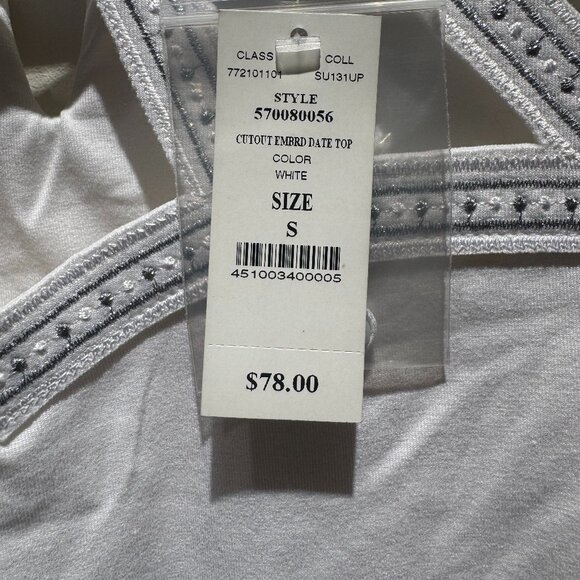 CLASS COLL
772101101 SU131UP
STYLE
570080056
CUTOUT EMBRD DATE TOP
COLOR
WHITE
SIZE
S
451003400005
$78.00